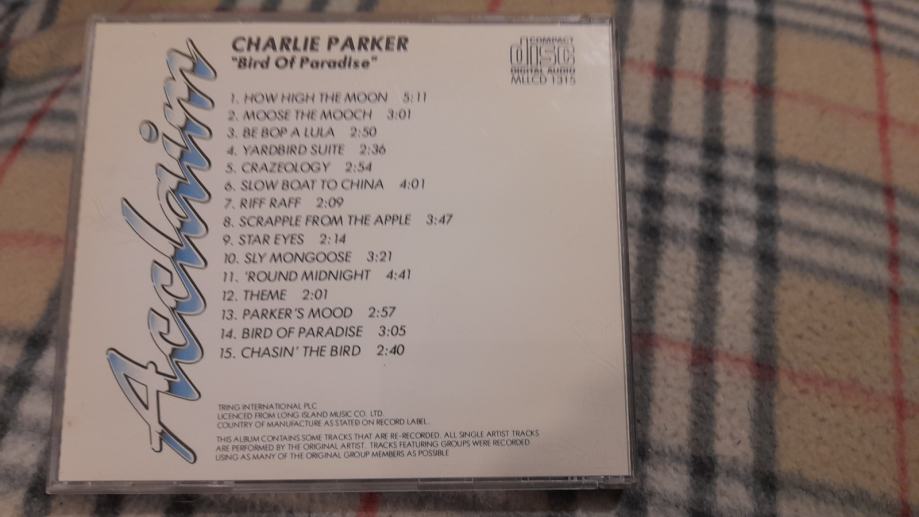 Acclaim
CHARLIE PARKER
"Bird Of Paradise"
COMPACT
disc
DIGITAL AUDIO
MLLCD 1315
1. HOW HIGH THE MOON 5:11
2. MOOSE THE MOOCH 3:01
3. BE BOP A LULA 2:50
4. YARDBIRD SUITE 2:36
5. CRAZEOLOGY 2:54
6. SLOW BOAT TO CHINA 4:01
7. RIFF RAFF 2:09
8. SCRAPPLE FROM THE APPLE 3:47
9. STAR EYES 2:14
10. SLY MONGOOSE 3:21
11. 'ROUND MIDNIGHT 4:41
12. THEME 2:01
13. PARKER'S MOOD 2:57
14. BIRD OF PARADISE 3:05
15. CHASIN' THE BIRD 2:40
TRING INTERNATIONAL PLC
LICENCED FROM LONG ISLAND MUSIC CO. LTD.
COUNTRY OF MANUFACTURE AS STATED ON RECORD LABEL.
THIS ALBUM CONTAINS SOME TRACKS THAT ARE RE-RECORDED. ALL SINGLE ARTIST TRACKS
ARE PERFORMED BY THE ORIGINAL ARTIST. TRACKS FEATURING GROUPS WERE RECORDED
USING AS MANY OF THE ORIGINAL GROUP MEMBERS AS POSSIBLE